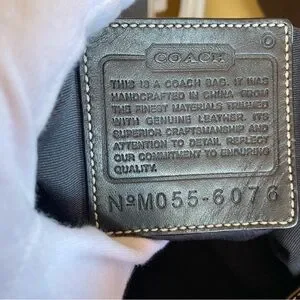 COACH
THIS IS A COACH BAG. IT WAS
HANDCRAFTED IN CHINA FROM
THE FINEST MATERIALS TRIMMED
WITH GENUINE LEATHER. ITS
SUPERIOR CRAFTSMANSHIP AND
ATTENTION TO DETAIL REFLECT
OUR COMMITMENT TO ENDURING
QUALITY.
NºM055-6076